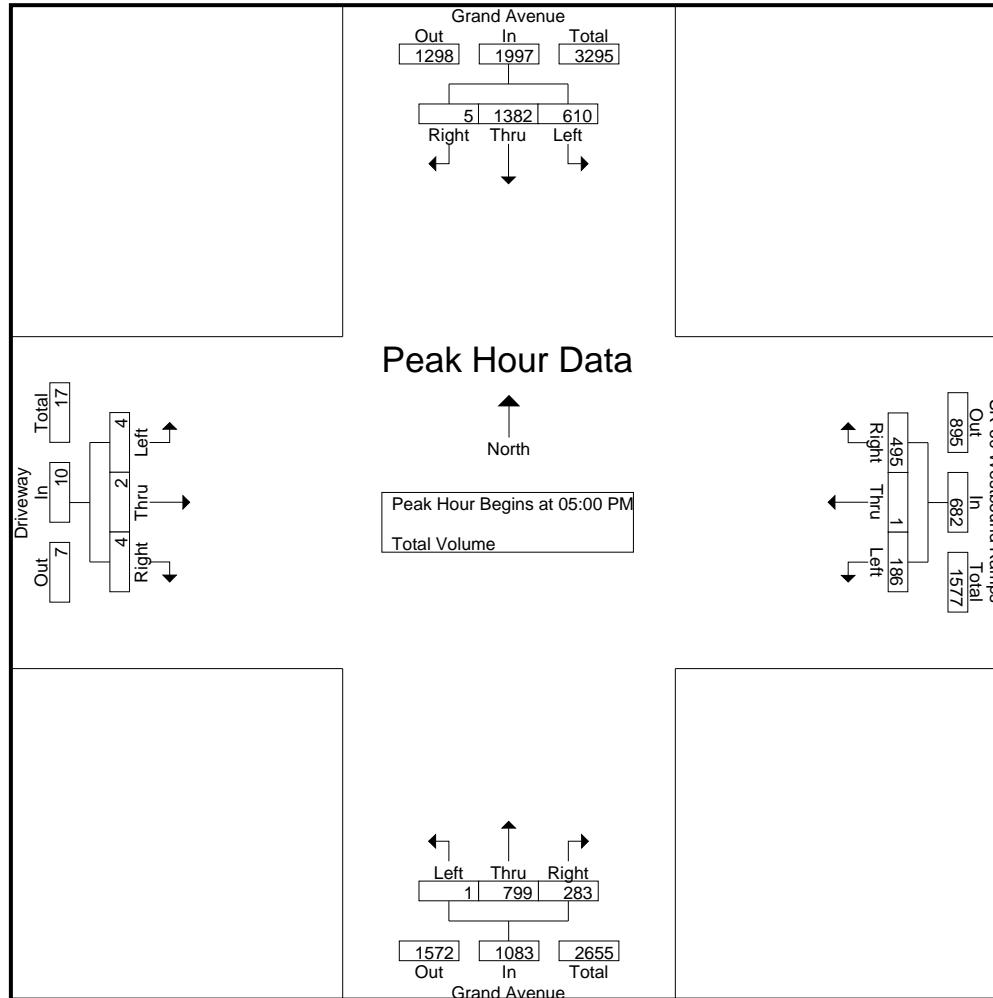 Grand Avenue
Out In Total
1298 1997 3295
5 1382 610
Right Thru Left
Peak Hour Data
North
Peak Hour Begins at 05:00 PM
Total Volume
Driveway
Total In Out
17 10 7
4 2 4
Left Thru Right
Westbound Ramps
Out In Total
895 682 1577
495 1 186
Right Thru Left
Left Thru Right
1 799 283
1572 1083 2655
Out In Total
Grand Avenue